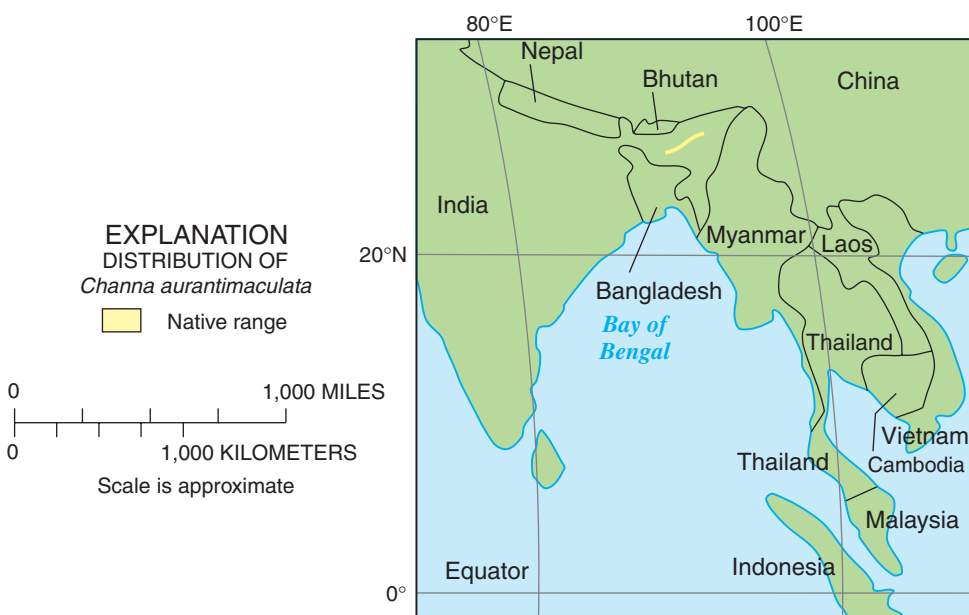 80°E
100°E
Nepal
Bhutan
China
India
EXPLANATION
DISTRIBUTION OF
Channa aurantimaculata
Native range
20°N
Myanmar
Laos
Bangladesh
Bay of
Bengal
Thailand
0
1,000 MILES
0
1,000 KILOMETERS
Scale is approximate
Vietnam
Cambodia
Thailand
Malaysia
Indonesia
Equator
0°